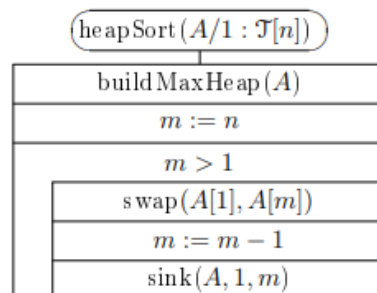 heapSort(A/1 : 𝒯[n])
buildMaxHeap(A)
m := n
m > 1
swap(A[1], A[m])
m := m − 1
sink(A, 1, m)